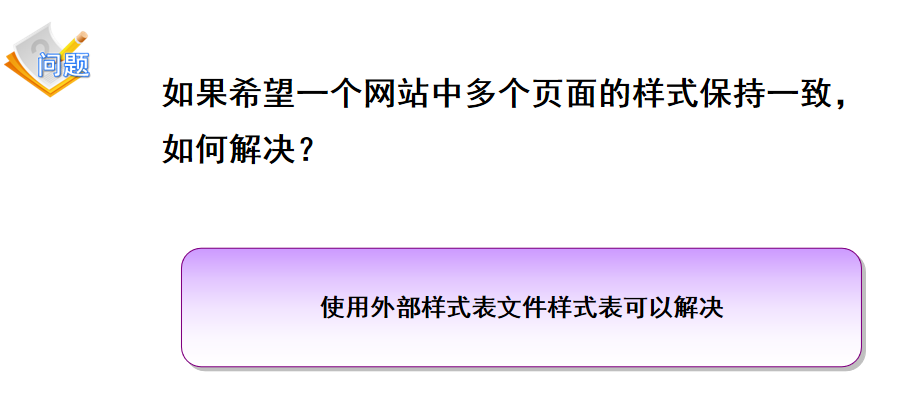 问题
如果希望一个网站中多个页面的样式保持一致，
如何解决？
使用外部样式表文件样式表可以解决